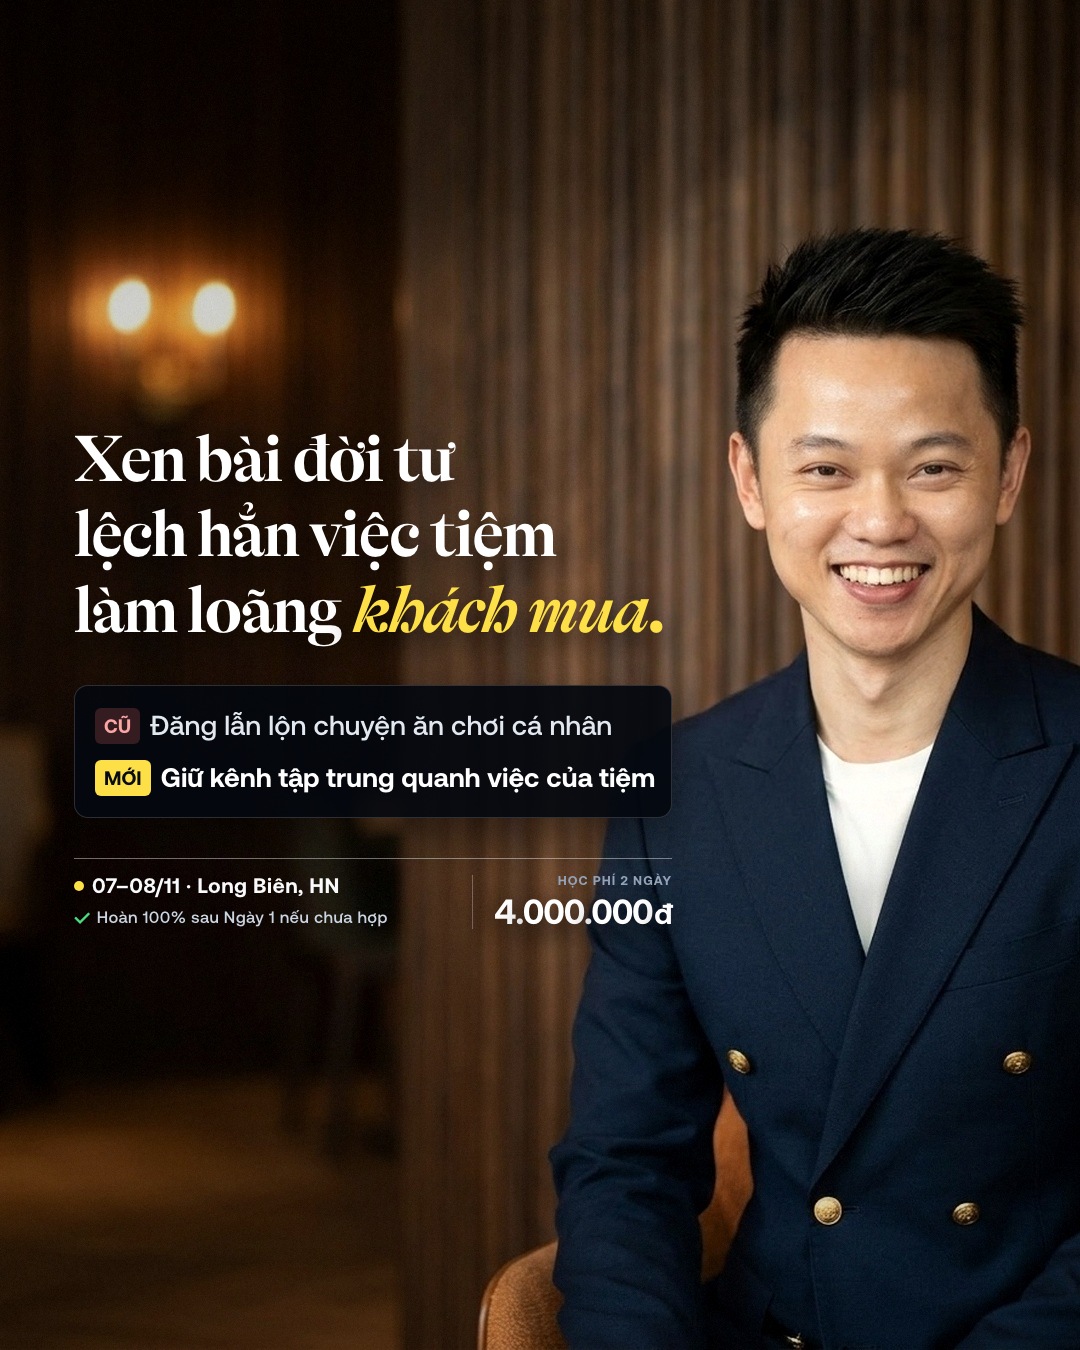 Xen bài đời tư
lệch hẳn việc tiệm
làm loãng khách mua.
CŨ Đăng lẫn lộn chuyện ăn chơi cá nhân
MỚI Giữ kênh tập trung quanh việc của tiệm
07–08/11 · Long Biên, HN
Hoàn 100% sau Ngày 1 nếu chưa hợp
HỌC PHÍ 2 NGÀY
4.000.000đ